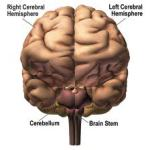 Right Cerebral
Hemisphere
Left Cerebral
Hemisphere
Cerebellum
Brain Stem